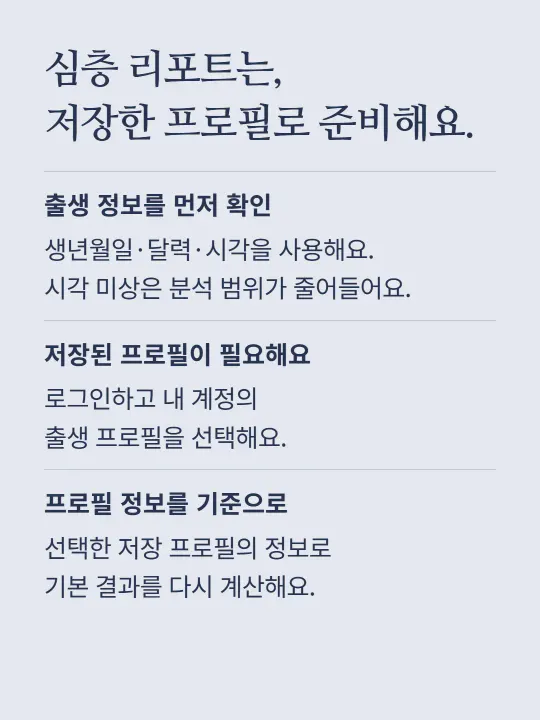 심층 리포트는,
저장한 프로필로 준비해요.
출생 정보를 먼저 확인
생년월일·달력·시각을 사용해요.
시각 미상은 분석 범위가 줄어들어요.
저장된 프로필이 필요해요
로그인하고 내 계정의
출생 프로필을 선택해요.
프로필 정보를 기준으로
선택한 저장 프로필의 정보로
기본 결과를 다시 계산해요.